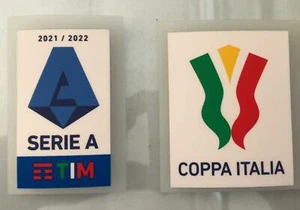 2021 / 2022
SERIE A
TIM
COPPA ITALIA